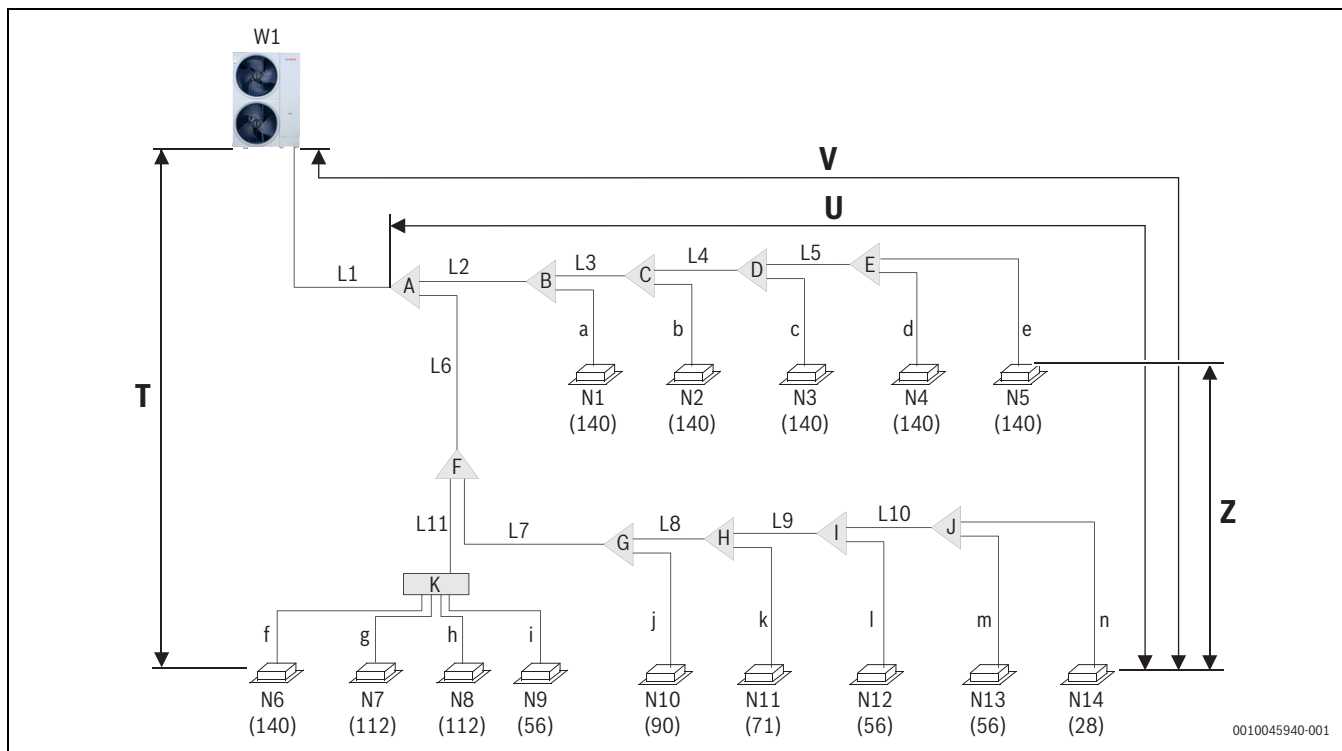 W1
V
U
L1
A
L2
B
L3
C
L4
D
L5
E
a
b
c
d
e
L6
T
N1
(140)
N2
(140)
N3
(140)
N4
(140)
N5
(140)
F
L11
L7
G
L8
H
L9
I
L10
J
Z
K
f
g
h
i
j
k
l
m
n
N6
(140)
N7
(112)
N8
(112)
N9
(56)
N10
(90)
N11
(71)
N12
(56)
N13
(56)
N14
(28)
0010045940-001